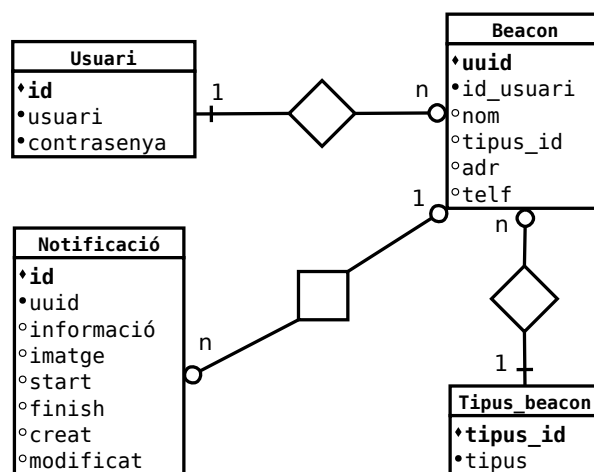 Usuari
id
usuari
contrasenya
1
n
Beacon
uuid
id_usuari
nom
tipus_id
adr
telf
1
n
Notificació
id
uuid
informació
imatge
start
finish
creat
modificat
n
1
Tipus_beacon
tipus_id
tipus